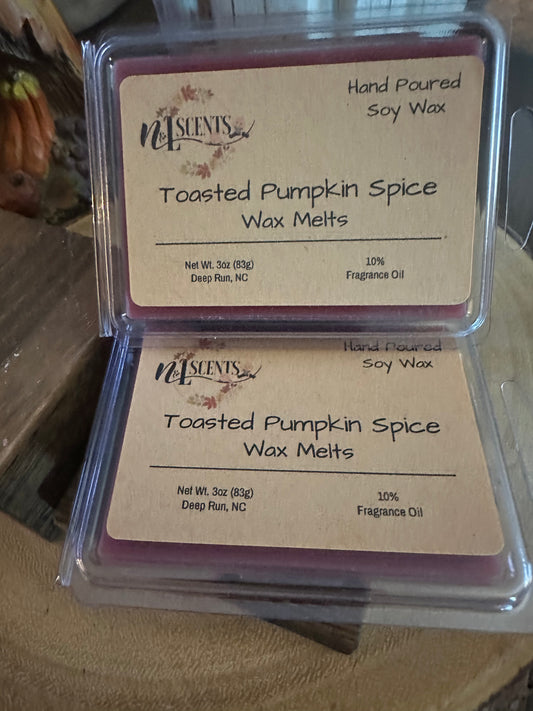 Hand Poured
Soy Wax
N&L SCENTS
Toasted Pumpkin Spice
Wax Melts
Net Wt. 3oz (83g)
Deep Run, NC
10%
Fragrance Oil
Hand Poured
Soy Wax
N&L SCENTS
Toasted Pumpkin Spice
Wax Melts
Net Wt. 3oz (83g)
Deep Run, NC
10%
Fragrance Oil